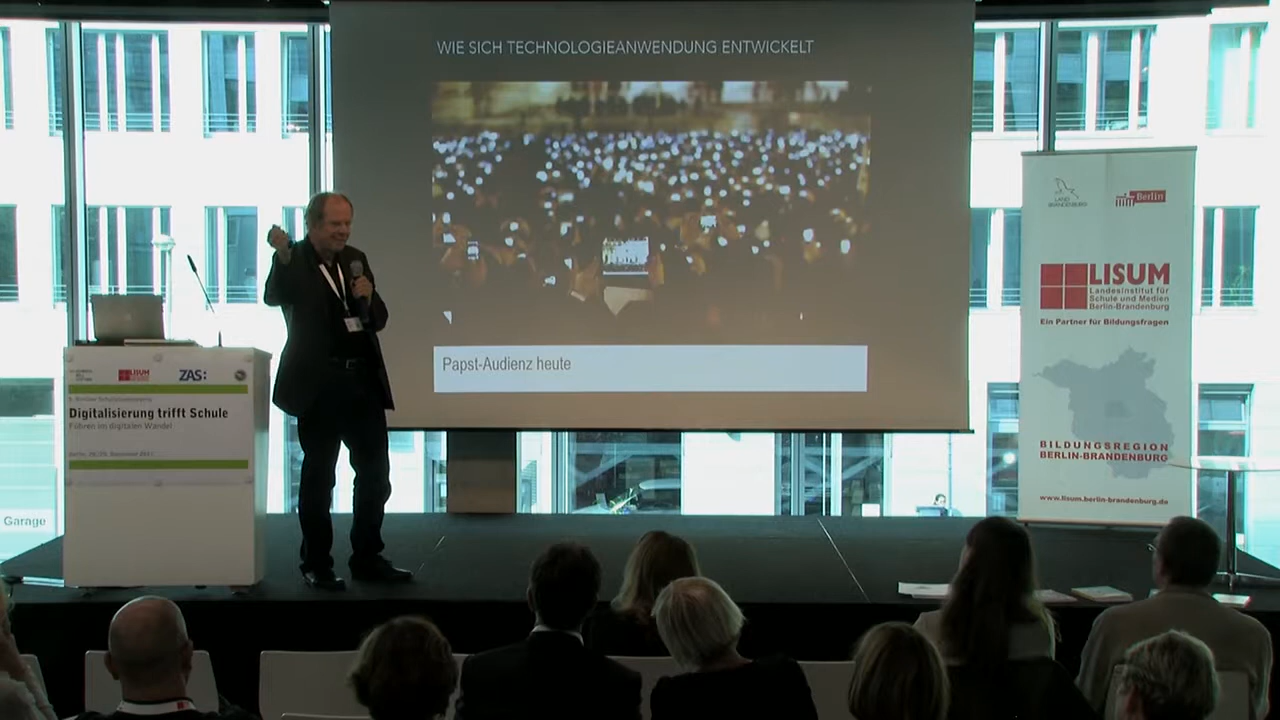 WIE SICH TECHNOLOGIEANWENDUNG ENTWICKELT
Papst-Audienz heute
LISUM
ZAS:
Digitalisierung trifft Schule
Führen im digitalen Wandel
Garage
LAND
BRANDENBURG
Berlin
LISUM
Landesinstitut für
Schule und Medien
Berlin-Brandenburg
Ein Partner für Bildungsfragen
BILDUNGSREGION
BERLIN-BRANDENBURG
www.lisum.berlin-brandenburg.de